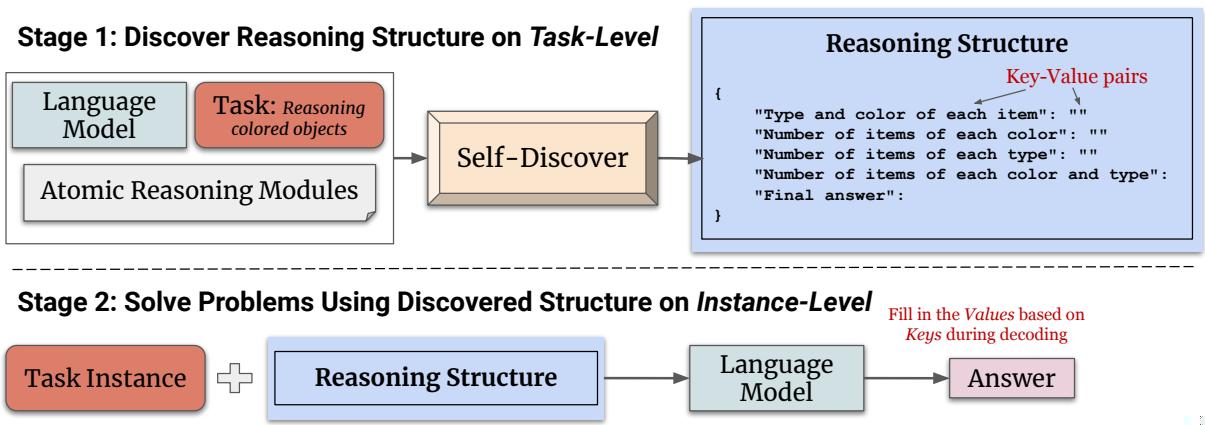 Stage 1: Discover Reasoning Structure on Task-Level
Language
Model
Task: Reasoning
colored objects
Atomic Reasoning Modules
Self-Discover
Reasoning Structure
Key-Value pairs
{
"Type and color of each item": ""
"Number of items of each color": ""
"Number of items of each type": ""
"Number of items of each color and type":
"Final answer":
}
Stage 2: Solve Problems Using Discovered Structure on Instance-Level
Task Instance
Reasoning Structure
Language
Model
Fill in the Values based on
Keys during decoding
Answer